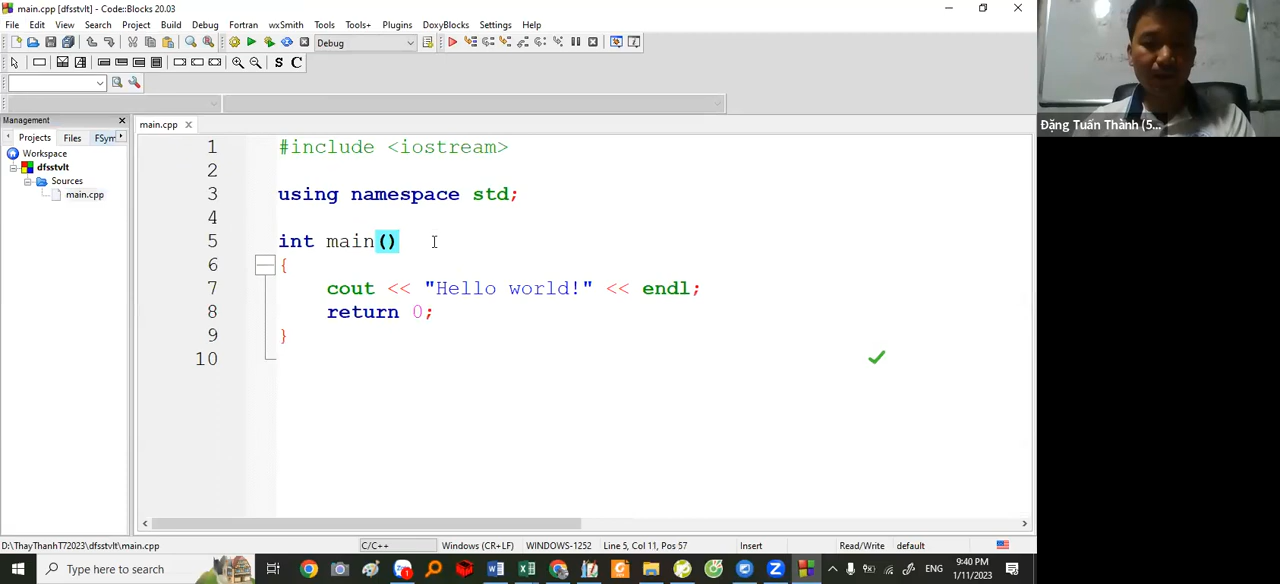 main.cpp [dfsstvlt] - Code::Blocks 20.03
File Edit View Search Project Build Debug Fortran wxSmith Tools Tools+ Plugins DoxyBlocks Settings Help
Debug
S C
Management
main.cpp
Projects Files FSym
Workspace
dfsstvlt
Sources
main.cpp
1 #include <iostream>
2
3 using namespace std;
4
5 int main()
6 {
7 cout << "Hello world!" << endl;
8 return 0;
9 }
10
Đặng Tuấn Thành (5...
D:\ThayThanhT72023\dfsstvlt\main.cpp C/C++ Windows (CR+LF) WINDOWS-1252 Line 5, Col 11, Pos 57 Insert Read/Write default
Type here to search
ENG
9:40 PM
1/11/2023